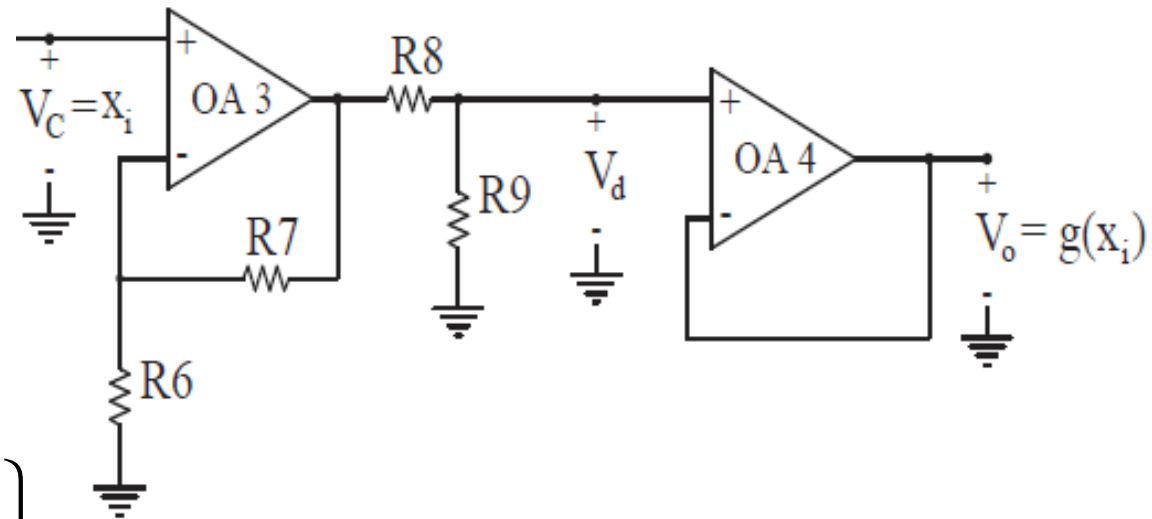 R8
+
OA 3
-
+
V_C = x_i
-
R7
R9
R6
+
V_d
-
+
OA 4
-
+
V_o = g(x_i)
-